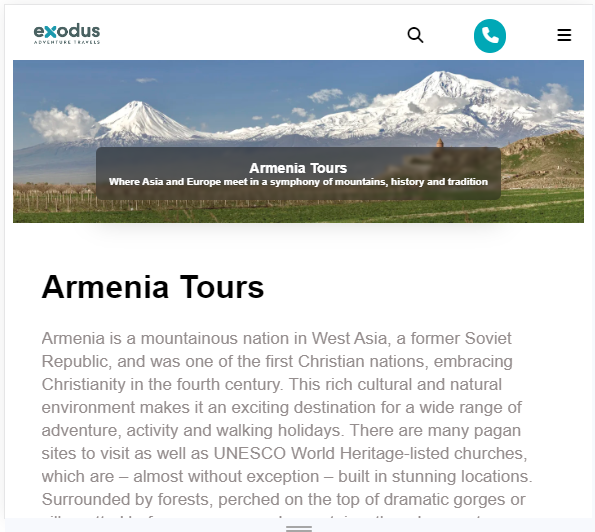 exodus
ADVENTURE TRAVELS
Armenia Tours
Where Asia and Europe meet in a symphony of mountains, history and tradition
Armenia Tours
Armenia is a mountainous nation in West Asia, a former Soviet
Republic, and was one of the first Christian nations, embracing
Christianity in the fourth century. This rich cultural and natural
environment makes it an exciting destination for a wide range of
adventure, activity and walking holidays. There are many pagan
sites to visit as well as UNESCO World Heritage-listed churches,
which are – almost without exception – built in stunning locations.
Surrounded by forests, perched on the top of dramatic gorges or